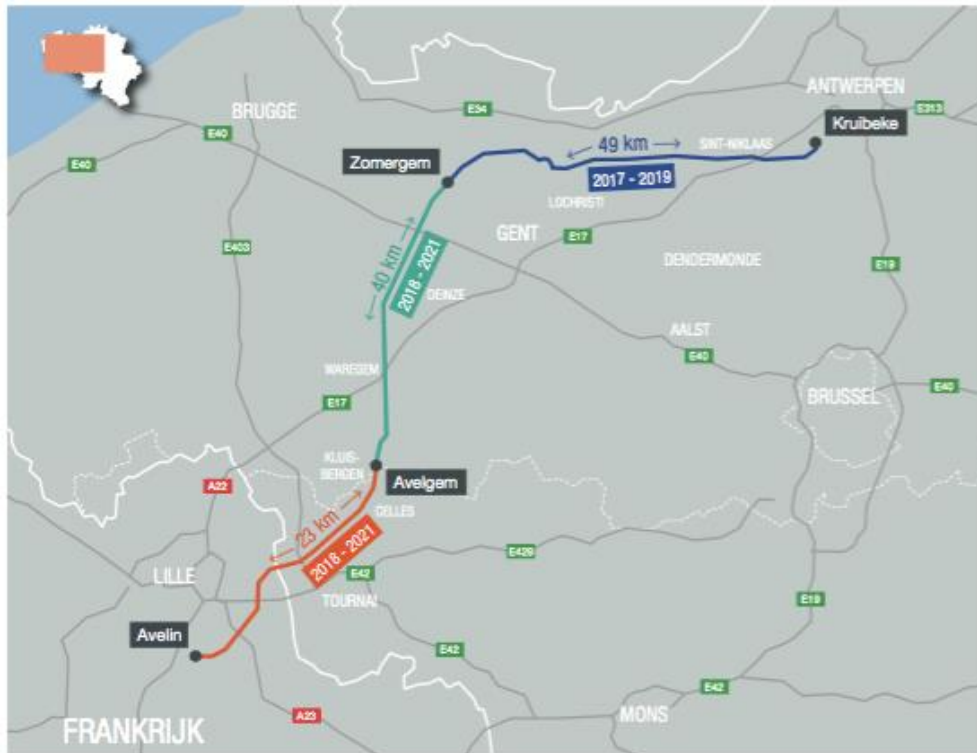 ANTWERPEN
BRUGGE
E34
E313
Kruibeke
E40
49 km
SINT-NIKLAAS
Zomergem
E40
2017 - 2019
LOCHRISTI
GENT
E17
E403
40 km
2018 - 2021
DENDERMONDE
E19
DEINZE
AALST
WAREGEM
E40
E40
BRUSSEL
E17
KLUIS-
BERGEN
Avelgem
A22
CELLES
23 km
2018 - 2021
E429
LILLE
E42
TOURNAI
E19
Avelin
E42
E42
MONS
A23
FRANKRIJK